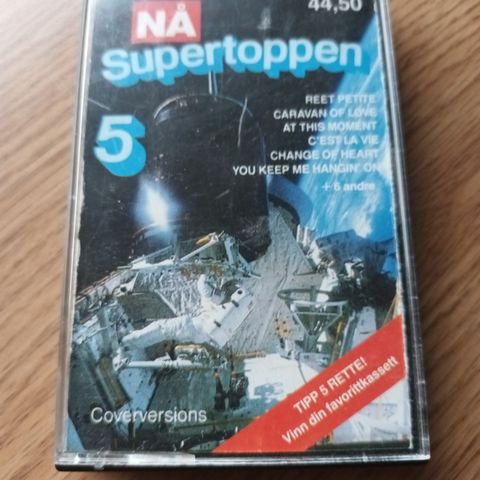 NÅ
44,50
Supertoppen
5
REET PETITE
CARAVAN OF LOVE
AT THIS MOMENT
C'EST LA VIE
CHANGE OF HEART
YOU KEEP ME HANGIN' ON
+ 6 andre
TIPP 5 RETTE!
Vinn din favorittkassett
Coverversions